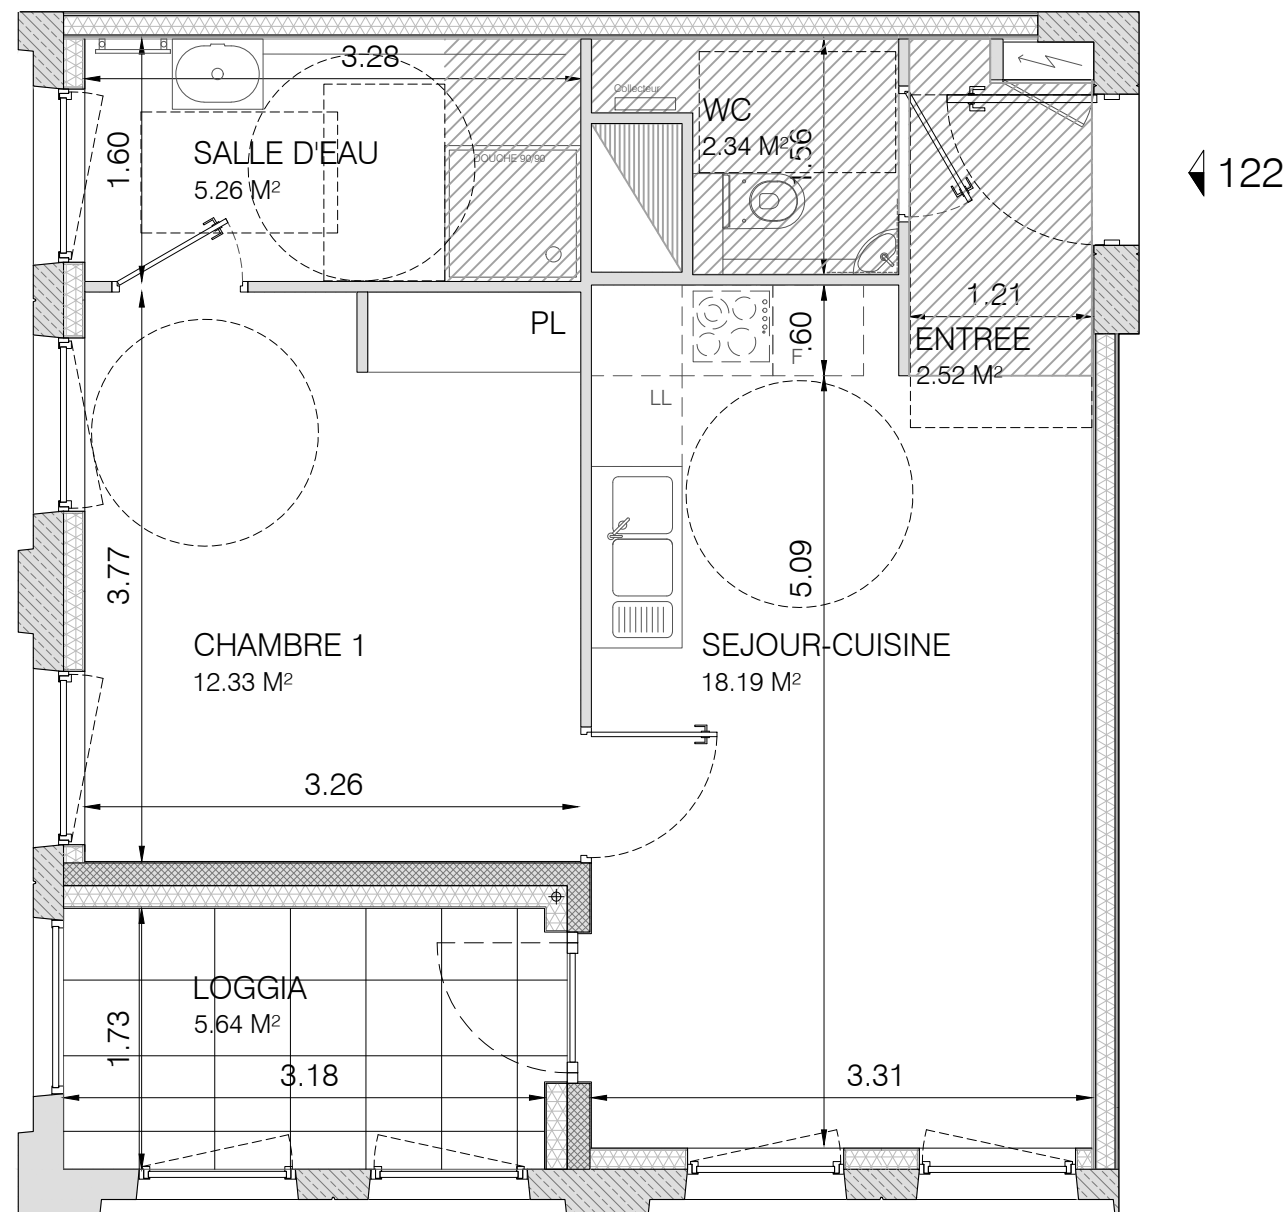 3.28
Collecteur
WC
2.34 M²
1.56
1.60
SALLE D'EAU
5.26 M²
DOUCHE 90/90
122
1.21
ENTREE
2.52 M²
PL
.60
F
LL
3.77
5.09
CHAMBRE 1
12.33 M²
SEJOUR-CUISINE
18.19 M²
3.26
LOGGIA
5.64 M²
1.73
3.18
3.31